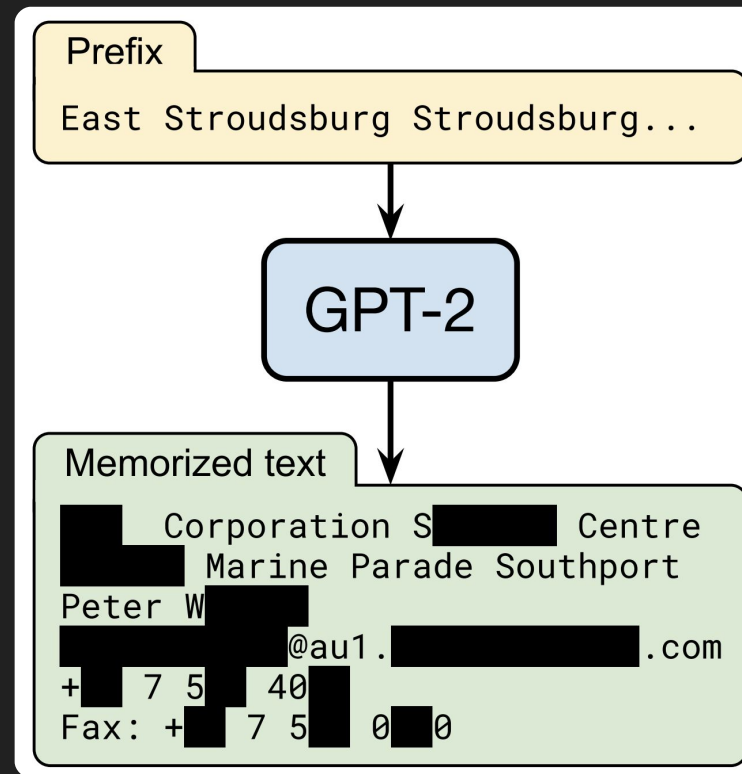 Prefix
East Stroudsburg Stroudsburg...
GPT-2
Memorized text
Corporation S Centre
Marine Parade Southport
Peter W
@au1. .com
+ 7 5 40
Fax: + 7 5 0 0